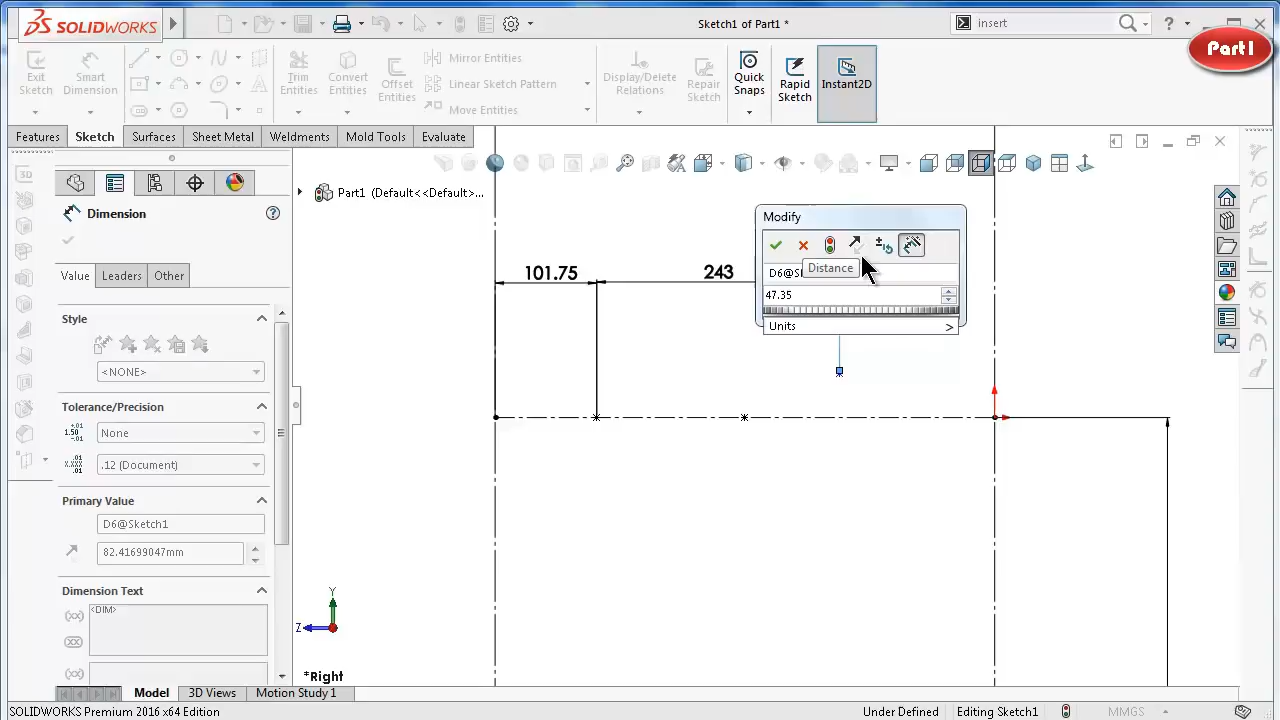 SOLIDWORKS
Sketch1 of Part1 *
insert
Part1
Exit Sketch
Smart Dimension
Trim Entities
Convert Entities
Offset Entities
Mirror Entities
Linear Sketch Pattern
Move Entities
Display/Delete Relations
Repair Sketch
Quick Snaps
Rapid Sketch
Instant2D
Features
Sketch
Surfaces
Sheet Metal
Weldments
Mold Tools
Evaluate
Part1 (Default<<Default>...
Dimension
Value
Leaders
Other
Style
<NONE>
Tolerance/Precision
None
.12 (Document)
Primary Value
D6@Sketch1
82.41699047mm
Dimension Text
<DIM>
Modify
Distance
47.35
Units
101.75
243
Y
Z
*Right
Model
3D Views
Motion Study 1
SOLIDWORKS Premium 2016 x64 Edition
Under Defined
Editing Sketch1
MMGS